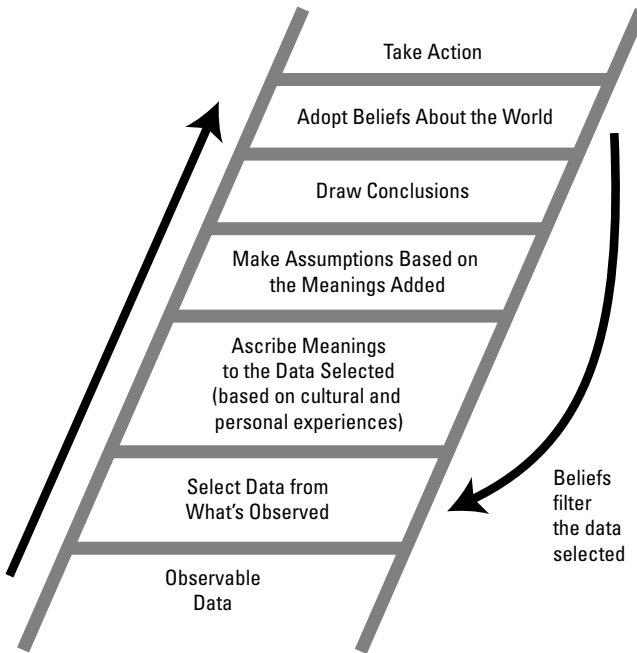 Take Action
Adopt Beliefs About the World
Draw Conclusions
Make Assumptions Based on
the Meanings Added
Ascribe Meanings
to the Data Selected
(based on cultural and
personal experiences)
Select Data from
What's Observed
Observable
Data
Beliefs
filter
the data
selected